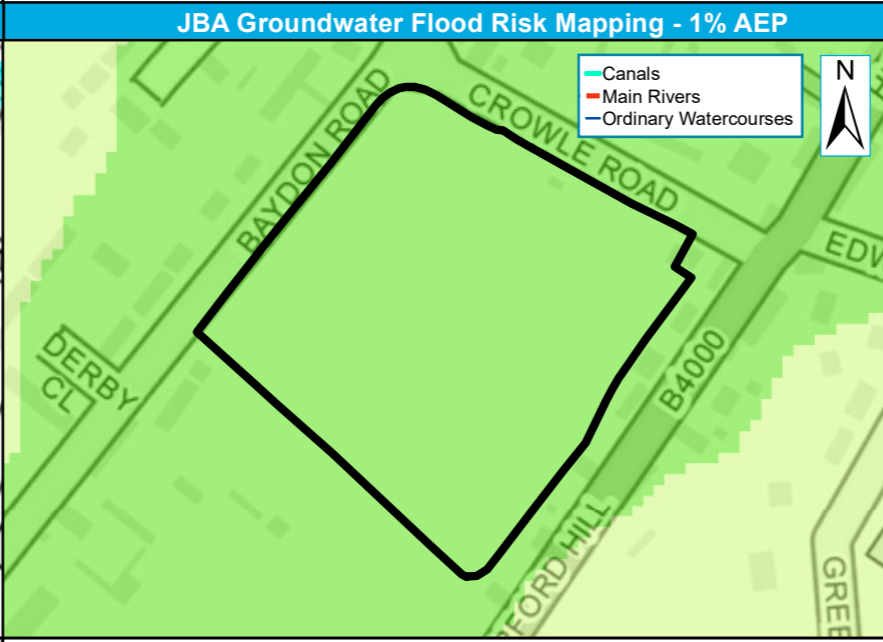 JBA Groundwater Flood Risk Mapping - 1% AEP
Canals
Main Rivers
Ordinary Watercourses
N
CROWLE ROAD
BAYDON ROAD
EDW
DERBY
CL
B4000
FORD HILL
GREE